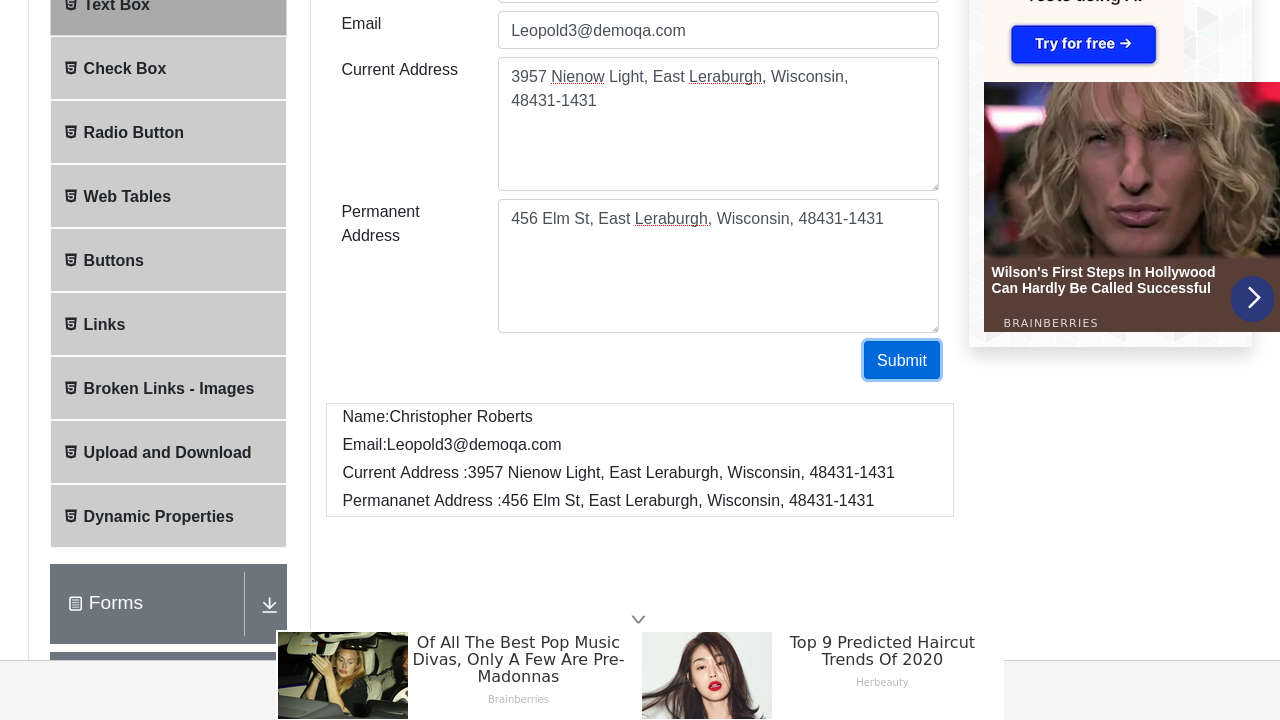 Text Box
Check Box
Radio Button
Web Tables
Buttons
Links
Broken Links - Images
Upload and Download
Dynamic Properties
Forms
Email
Leopold3@demoqa.com
Current Address
3957 Nienow Light, East Leraburgh, Wisconsin,
48431-1431
Permanent
Address
456 Elm St, East Leraburgh, Wisconsin, 48431-1431
Submit
Name:Christopher Roberts
Email:Leopold3@demoqa.com
Current Address :3957 Nienow Light, East Leraburgh, Wisconsin, 48431-1431
Permananet Address :456 Elm St, East Leraburgh, Wisconsin, 48431-1431
Try for free →
Wilson's First Steps In Hollywood
Can Hardly Be Called Successful
BRAINBERRIES
Of All The Best Pop Music
Divas, Only A Few Are Pre-
Madonnas
Brainberries
Top 9 Predicted Haircut
Trends Of 2020
Herbeauty